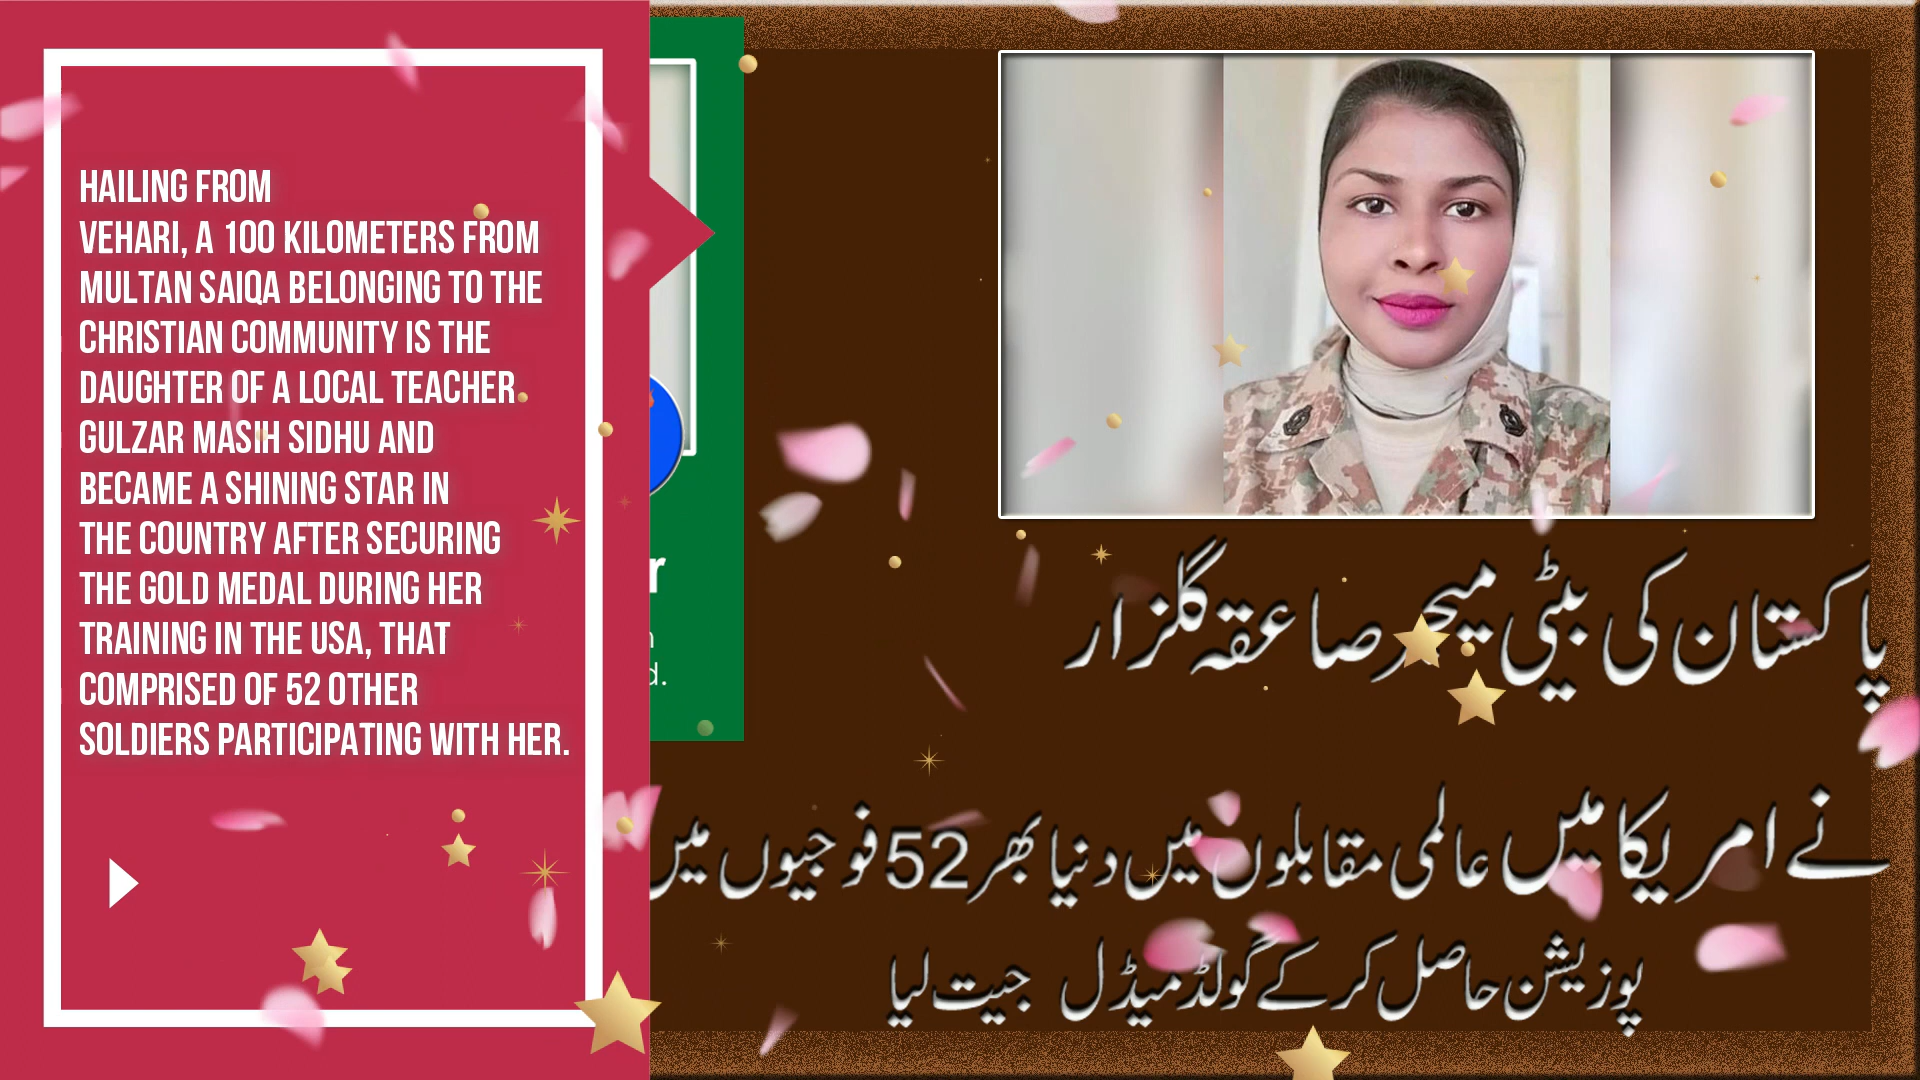 HAILING FROM
VEHARI, A 100 KILOMETERS FROM
MULTAN SAIQA BELONGING TO THE
CHRISTIAN COMMUNITY IS THE
DAUGHTER OF A LOCAL TEACHER
GULZAR MASIH SIDHU AND
BECAME A SHINING STAR IN
THE COUNTRY AFTER SECURING
THE GOLD MEDAL DURING HER
TRAINING IN THE USA, THAT
COMPRISED OF 52 OTHER
SOLDIERS PARTICIPATING WITH HER.
r
d.
پاکستان کی بیٹی میجر صاعقہ گلزار
نے امریکا میں عالمی مقابلوں میں دنیا بھر 52 فوجیوں میں
پوزیشن حاصل کر کے گولڈ میڈل جیت لیا